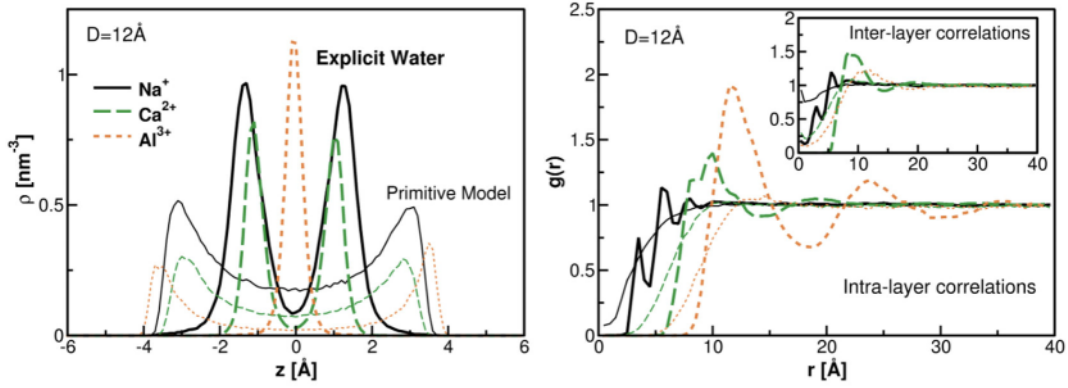 D=12Å
Explicit Water
Na⁺
Ca²⁺
Al³⁺
Primitive Model
ρ [nm⁻³]
1
0.5
0
-6 -4 -2 0 2 4 6
z [Å]
D=12Å
Inter-layer correlations
2
1.5
1
0.5
0
0 10 20 30 40
Intra-layer correlations
g(r)
2.5
2
1.5
1
0.5
0
0 10 20 30 40
r [Å]